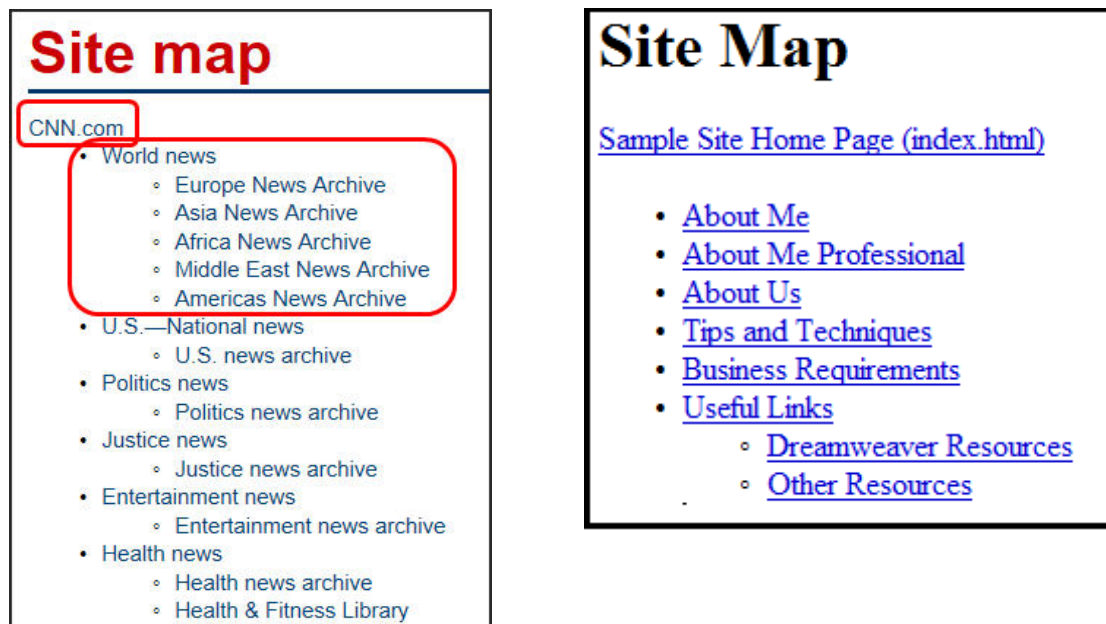 Site map
CNN.com
• World news
◦ Europe News Archive
◦ Asia News Archive
◦ Africa News Archive
◦ Middle East News Archive
◦ Americas News Archive
• U.S.—National news
◦ U.S. news archive
• Politics news
◦ Politics news archive
• Justice news
◦ Justice news archive
• Entertainment news
◦ Entertainment news archive
• Health news
◦ Health news archive
◦ Health & Fitness Library
Site Map
Sample Site Home Page (index.html)
• About Me
• About Me Professional
• About Us
• Tips and Techniques
• Business Requirements
• Useful Links
◦ Dreamweaver Resources
◦ Other Resources